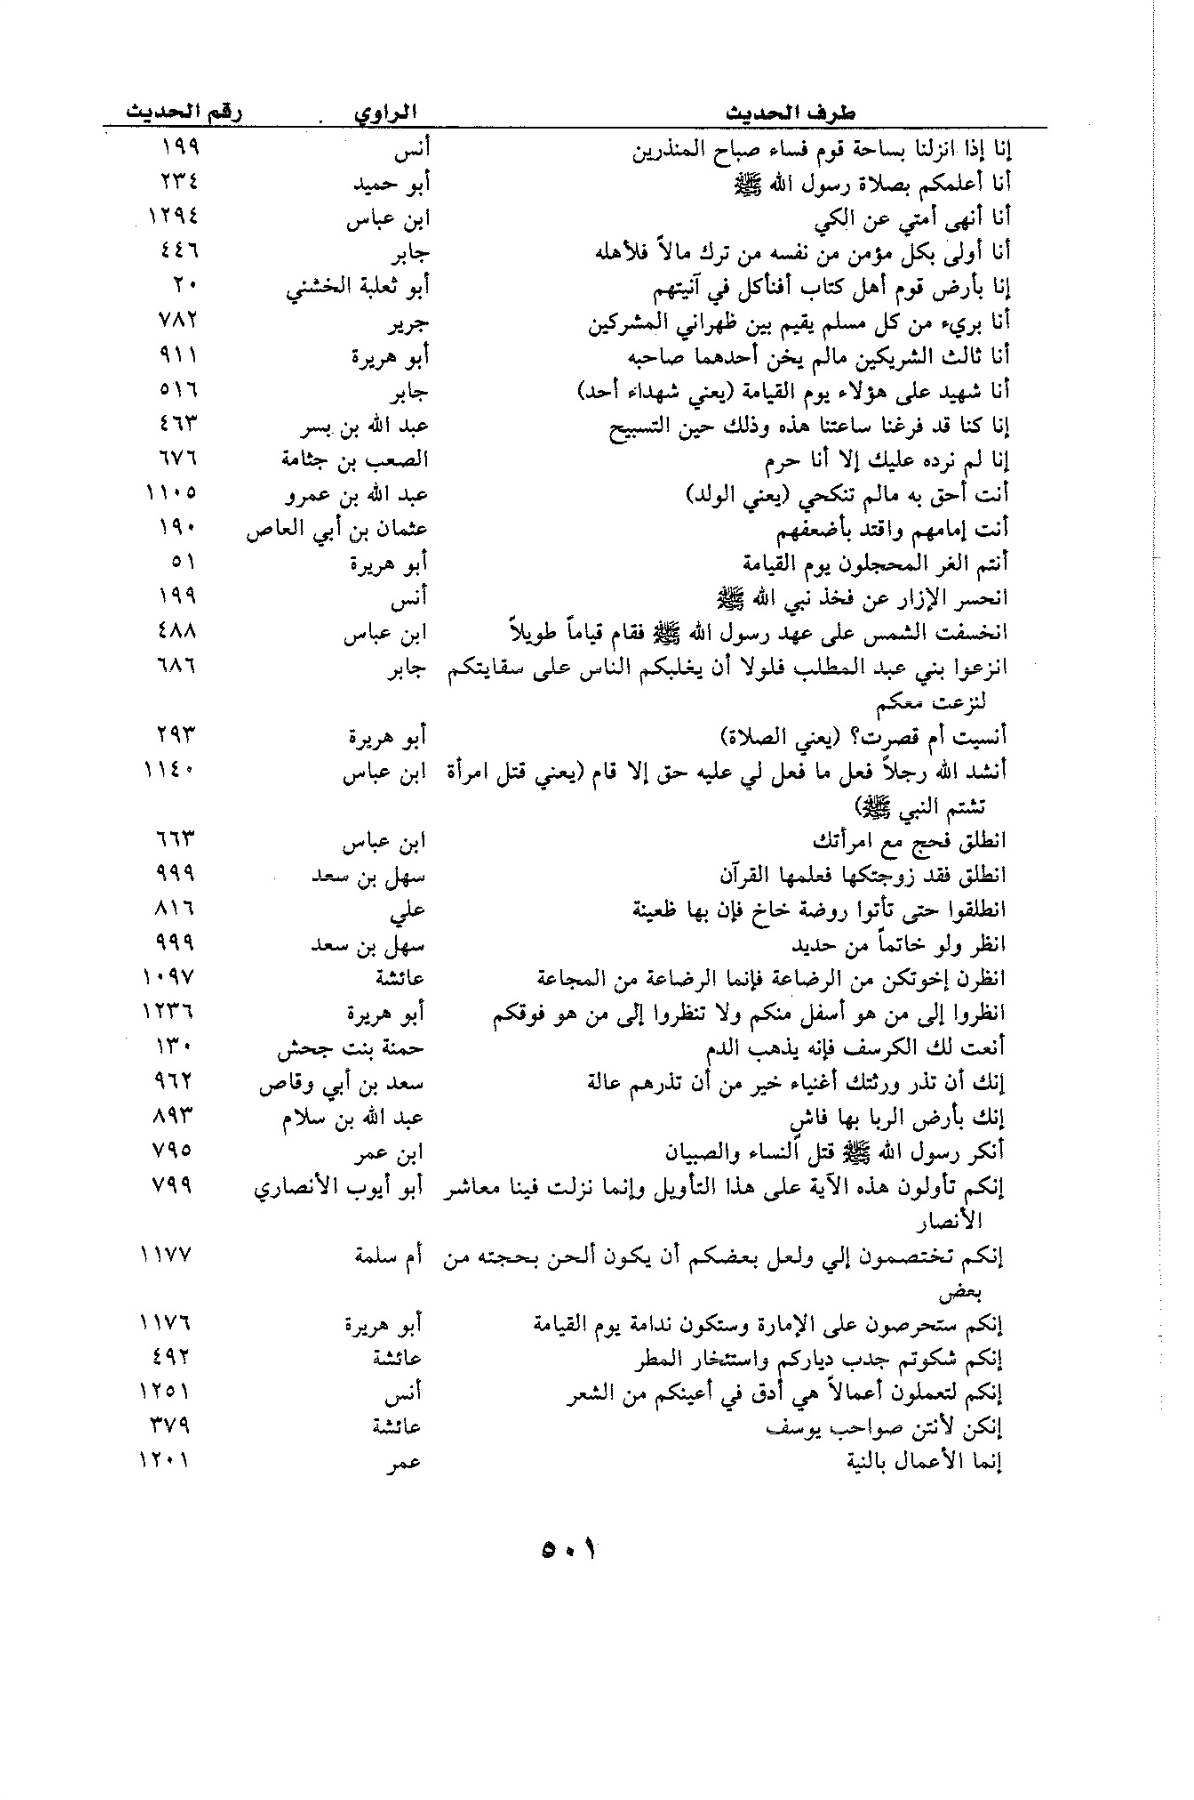 طرف الحديث الراوي رقم الحديث
إنا إذا انزلنا بساحة قوم فساء صباح المنذرين أنس ١٩٩
أنا أعلمكم بصلاة رسول الله ﷺ أبو حميد ٢٣٤
أنا أنهى أمتي عن الكي ابن عباس ١٢٩٤
أنا أولى بكل مؤمن من نفسه من ترك مالاً فلأهله جابر ٤٤٦
إنا بأرض قوم أهل كتاب أفنأكل في آنيتهم أبو ثعلبة الخشني ٢٠
أنا بريء من كل مسلم يقيم بين ظهراني المشركين جرير ٧٨٢
أنا ثالث الشريكين مالم يخن أحدهما صاحبه أبو هريرة ٩١١
أنا شهيد على هؤلاء يوم القيامة (يعني شهداء أحد) جابر ٥١٦
إنا كنا قد فرغنا ساعتنا هذه وذلك حين التسبيح عبد الله بن بسر ٤٦٣
إنا لم نرده عليك إلا أنا حرم الصعب بن جثامة ٦٧٦
أنت أحق به مالم تنكحي (يعني الولد) عبد الله بن عمرو ١١٠٥
أنت إمامهم واقتد بأضعفهم عثمان بن أبي العاص ١٩٠
أنتم الغر المحجلون يوم القيامة أبو هريرة ٥١
انحسر الإزار عن فخذ نبي الله ﷺ أنس ١٩٩
انخسفت الشمس على عهد رسول الله ﷺ فقام قياماً طويلاً ابن عباس ٤٨٨
انزعوا بني عبد المطلب فلولا أن يغلبكم الناس على سقايتكم جابر ٦٨٦
لنزعت معكم
أنسيت أم قصرت؟ (يعني الصلاة) أبو هريرة ٢٩٣
أنشد الله رجلاً فعل ما فعل لي عليه حق إلا قام (يعني قتل امرأة ابن عباس ١١٤٠
تشتم النبي ﷺ)
انطلق فحج مع امرأتك ابن عباس ٦٦٣
انطلق فقد زوجتكها فعلمها القرآن سهل بن سعد ٩٩٩
انطلقوا حتى تأتوا روضة خاخ فإن بها ظعينة علي ٨١٦
انظر ولو خاتماً من حديد سهل بن سعد ٩٩٩
انظرن إخوتكن من الرضاعة فإنما الرضاعة من المجاعة عائشة ١٠٩٧
انظروا إلى من هو أسفل منكم ولا تنظروا إلى من هو فوقكم أبو هريرة ١٢٣٦
أنعت لك الكرسف فإنه يذهب الدم حمنة بنت جحش ١٣٠
إنك أن تذر ورثتك أغنياء خير من أن تذرهم عالة سعد بن أبي وقاص ٩٦٢
إنك بأرض الربا بها فاشٍ عبد الله بن سلام ٨٩٣
أنكر رسول الله ﷺ قتل النساء والصبيان ابن عمر ٧٩٥
إنكم تأولون هذه الآية على هذا التأويل وإنما نزلت فينا معاشر أبو أيوب الأنصاري ٧٩٩
الأنصار
إنكم تختصمون إلي ولعل بعضكم أن يكون ألحن بحجته من أم سلمة ١١٧٧
بعض
إنكم ستحرصون على الإمارة وستكون ندامة يوم القيامة أبو هريرة ١١٧٦
إنكم شكوتم جدب دياركم واستئخار المطر عائشة ٤٩٢
إنكم لتعملون أعمالاً هي أدق في أعينكم من الشعر أنس ١٢٥١
إنكن لأنتن صواحب يوسف عائشة ٣٧٩
إنما الأعمال بالنية عمر ١٢٠١
٥٠١